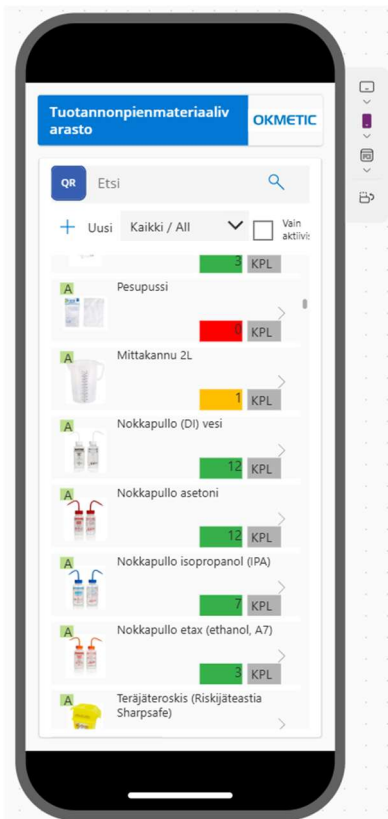 Tuotannonpienmateriaaliv
arasto
OKMETIC
QR Etsi
+ Uusi Kaikki / All Vain
aktiivis
3 KPL
A Pesupussi
0 KPL
A Mittakannu 2L
1 KPL
A Nokkapullo (DI) vesi
12 KPL
A Nokkapullo asetoni
12 KPL
A Nokkapullo isopropanol (IPA)
7 KPL
A Nokkapullo etax (ethanol, A7)
3 KPL
A Teräjäteroskis (Riskijäteastia
Sharpsafe)